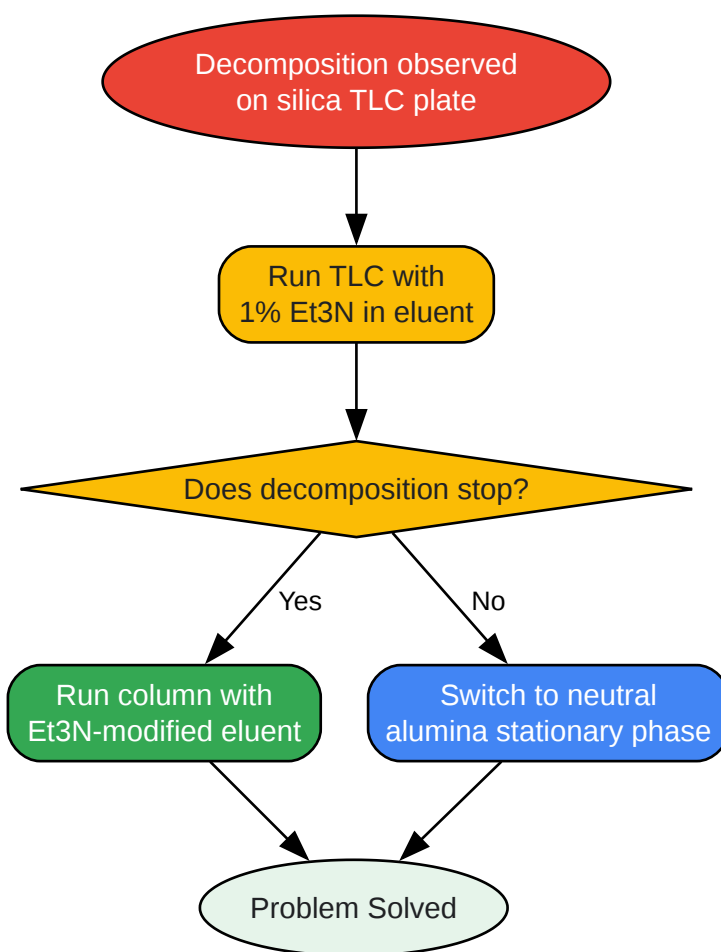 Decomposition observed
on silica TLC plate
Run TLC with
1% Et3N in eluent
Does decomposition stop?
Yes
No
Run column with
Et3N-modified eluent
Switch to neutral
alumina stationary phase
Problem Solved